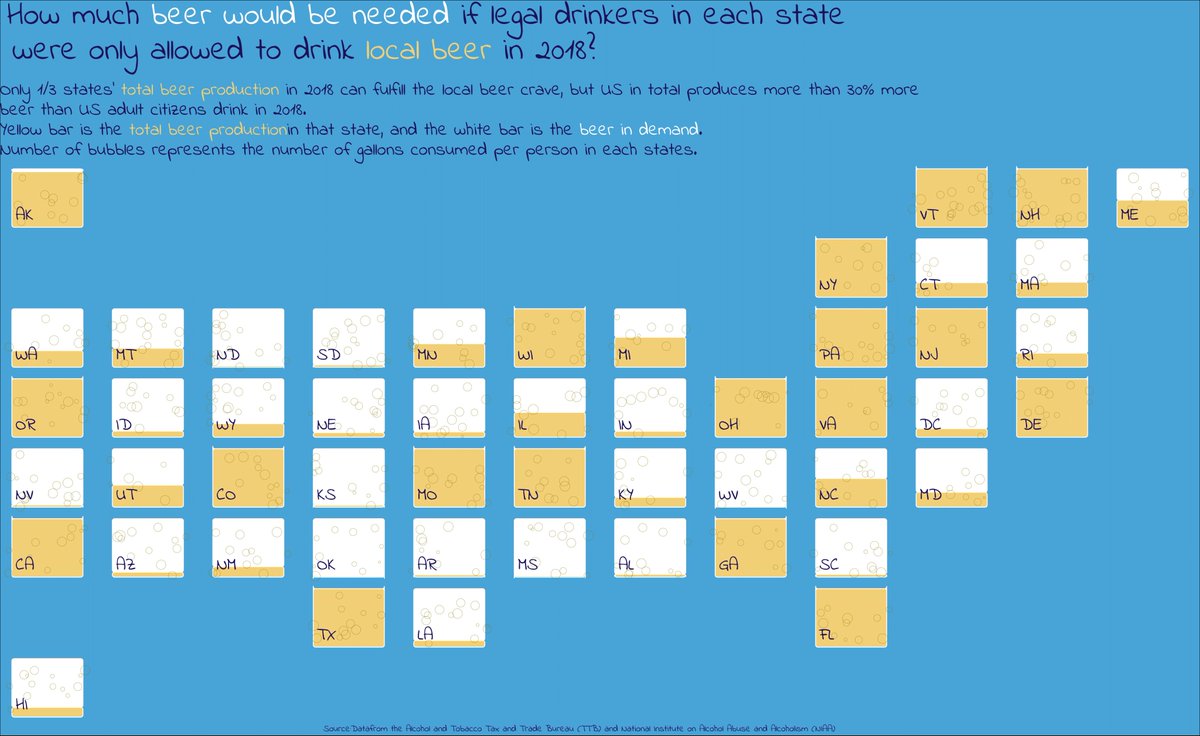 How much beer would be needed if legal drinkers in each state
were only allowed to drink local beer in 2018?
Only 1/3 states' total beer production in 2018 can fulfill the local beer crave, but US in total produces more than 30% more
beer than US adult citizens drink in 2018.
Yellow bar is the total beer productionin that state, and the white bar is the beer in demand.
Number of bubbles represents the number of gallons consumed per person in each states.
AK VT NH ME
NY CT MA
WA MT ND SD MN WI MI PA NJ RI
OR ID WY NE IA IL IN OH VA DC DE
NV UT CO KS MO TN KY WV NC MD
CA AZ NM OK AR MS AL GA SC
TX LA FL
HI
Source:Datafrom the Alcohol and Tobacco Tax and Trade Bureau (TTB) and National Institute on Alcohol Abuse and Alcoholism (NIAA)